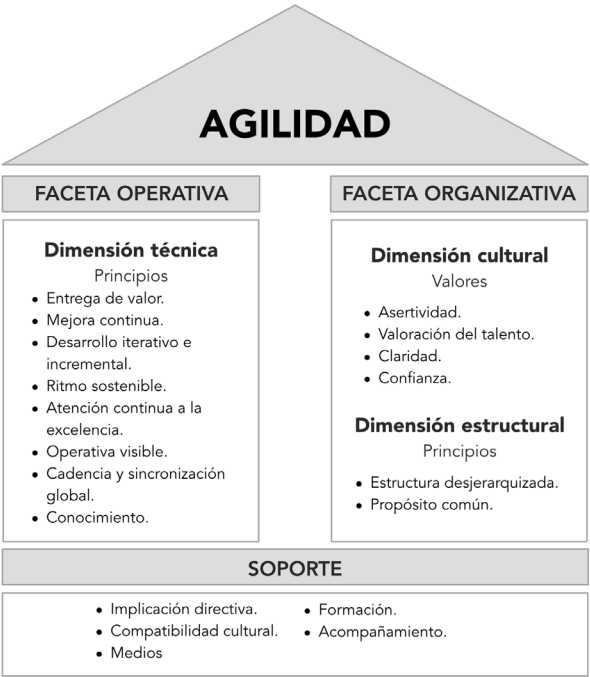 AGILIDAD
FACETA OPERATIVA
Dimensión técnica
Principios
• Entrega de valor.
• Mejora continua.
• Desarrollo iterativo e
incremental.
• Ritmo sostenible.
• Atención continua a la
excelencia.
• Operativa visible.
• Cadencia y sincronización
global.
• Conocimiento.
FACETA ORGANIZATIVA
Dimensión cultural
Valores
• Asertividad.
• Valoración del talento.
• Claridad.
• Confianza.
Dimensión estructural
Principios
• Estructura desjerarquizada.
• Propósito común.
SOPORTE
• Implicación directiva.
• Compatibilidad cultural.
• Medios
• Formación.
• Acompañamiento.